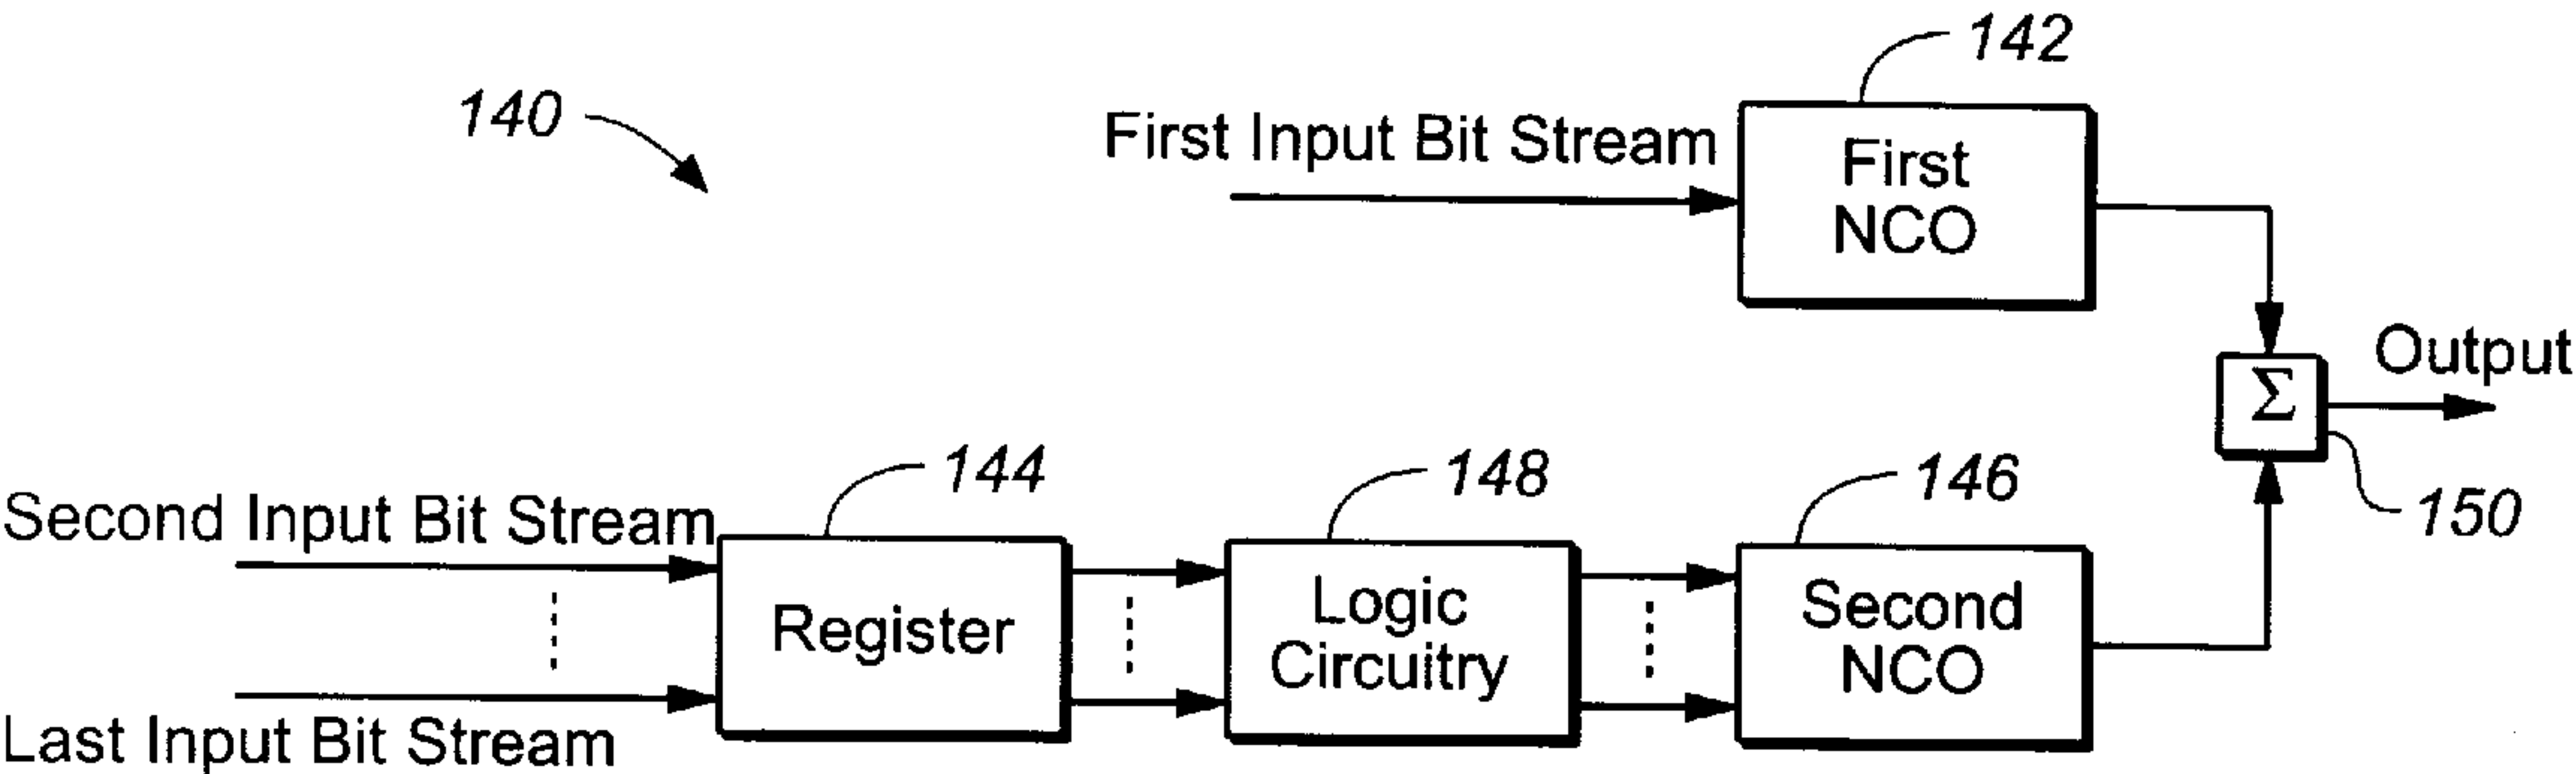 142
140
First Input Bit Stream
First
NCO
Output
Σ
144
148
146
150
Second Input Bit Stream
Register
Logic
Circuitry
Second
NCO
Last Input Bit Stream